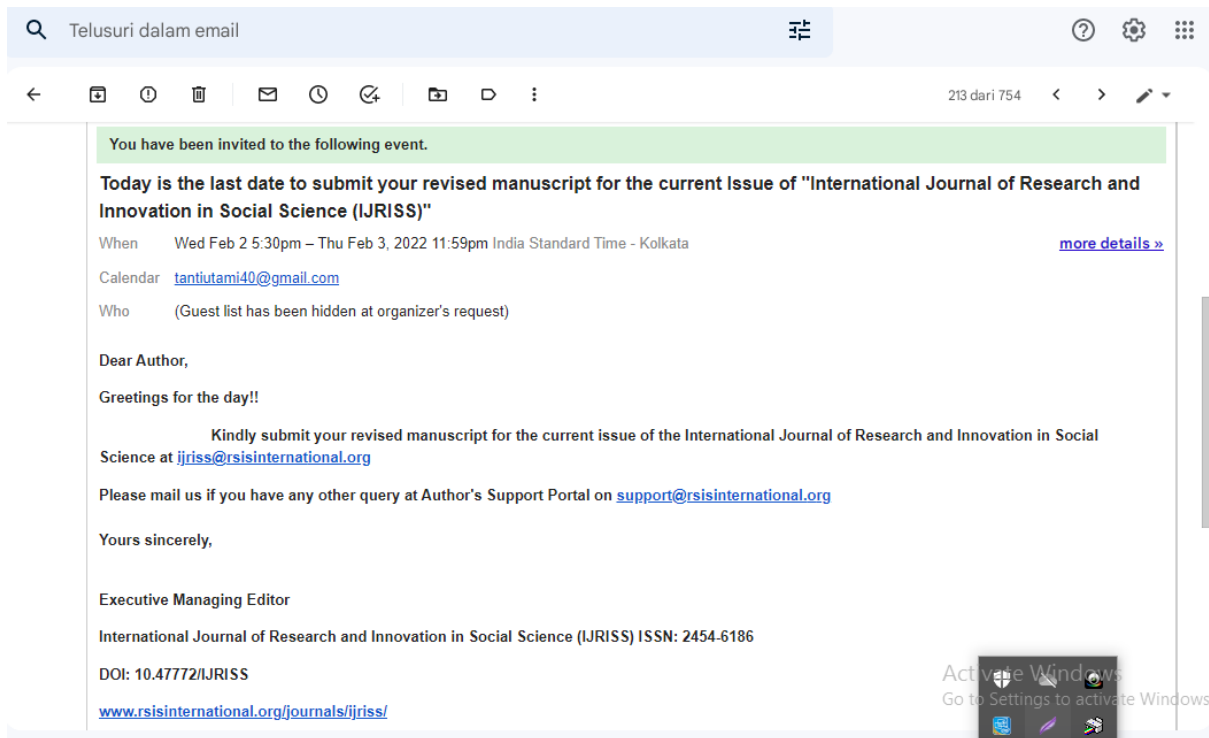 Telusuri dalam email
213 dari 754
You have been invited to the following event.
Today is the last date to submit your revised manuscript for the current Issue of "International Journal of Research and
Innovation in Social Science (IJRISS)"
When Wed Feb 2 5:30pm – Thu Feb 3, 2022 11:59pm India Standard Time - Kolkata more details »
Calendar tantiutami40@gmail.com
Who (Guest list has been hidden at organizer's request)
Dear Author,
Greetings for the day!!
Kindly submit your revised manuscript for the current issue of the International Journal of Research and Innovation in Social
Science at ijriss@rsisinternational.org
Please mail us if you have any other query at Author's Support Portal on support@rsisinternational.org
Yours sincerely,
Executive Managing Editor
International Journal of Research and Innovation in Social Science (IJRISS) ISSN: 2454-6186
DOI: 10.47772/IJRISS
www.rsisinternational.org/journals/ijriss/
Activate Windows
Go to Settings to activate Windows